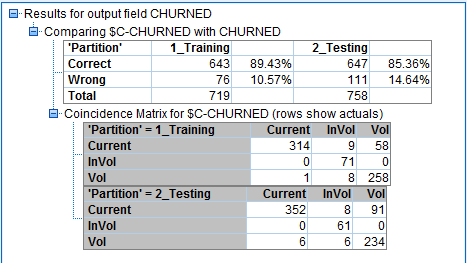 Results for output field CHURNED
Comparing $C-CHURNED with CHURNED
'Partition' 1_Training 2_Testing
Correct 643 89.43% 647 85.36%
Wrong 76 10.57% 111 14.64%
Total 719 758
Coincidence Matrix for $C-CHURNED (rows show actuals)
'Partition' = 1_Training Current InVol Vol
Current 314 9 58
InVol 0 71 0
Vol 1 8 258
'Partition' = 2_Testing Current InVol Vol
Current 352 8 91
InVol 0 61 0
Vol 6 6 234